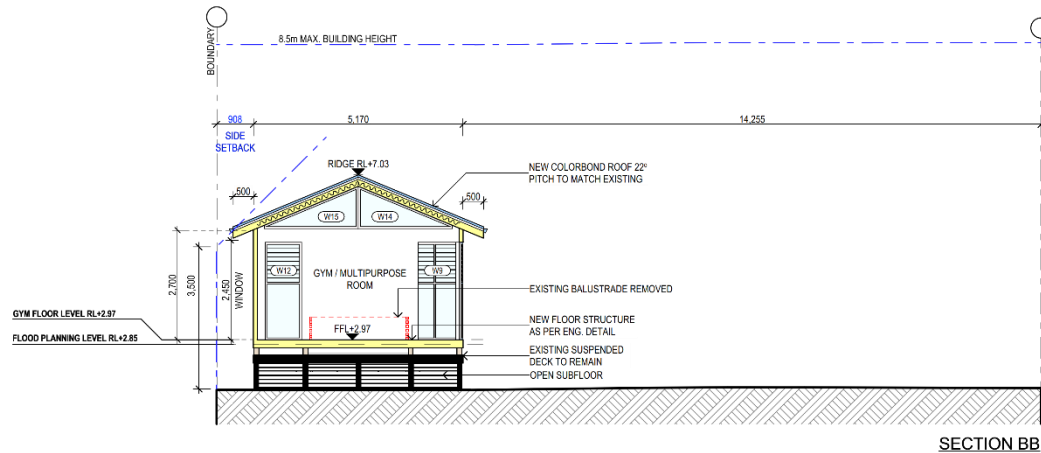 8.5m MAX. BUILDING HEIGHT
BOUNDARY
908
5,170
14,255
SIDE
SETBACK
RIDGE RL+7.03
NEW COLORBOND ROOF 22º
PITCH TO MATCH EXISTING
500
500
W15
W14
2,700
3,500
2,450
WINDOW
W12
GYM / MULTIPURPOSE
ROOM
W9
EXISTING BALUSTRADE REMOVED
GYM FLOOR LEVEL RL+2.97
FFL+2.97
NEW FLOOR STRUCTURE
AS PER ENG. DETAIL
FLOOD PLANNING LEVEL RL+2.85
EXISTING SUSPENDED
DECK TO REMAIN
OPEN SUBFLOOR
SECTION BB